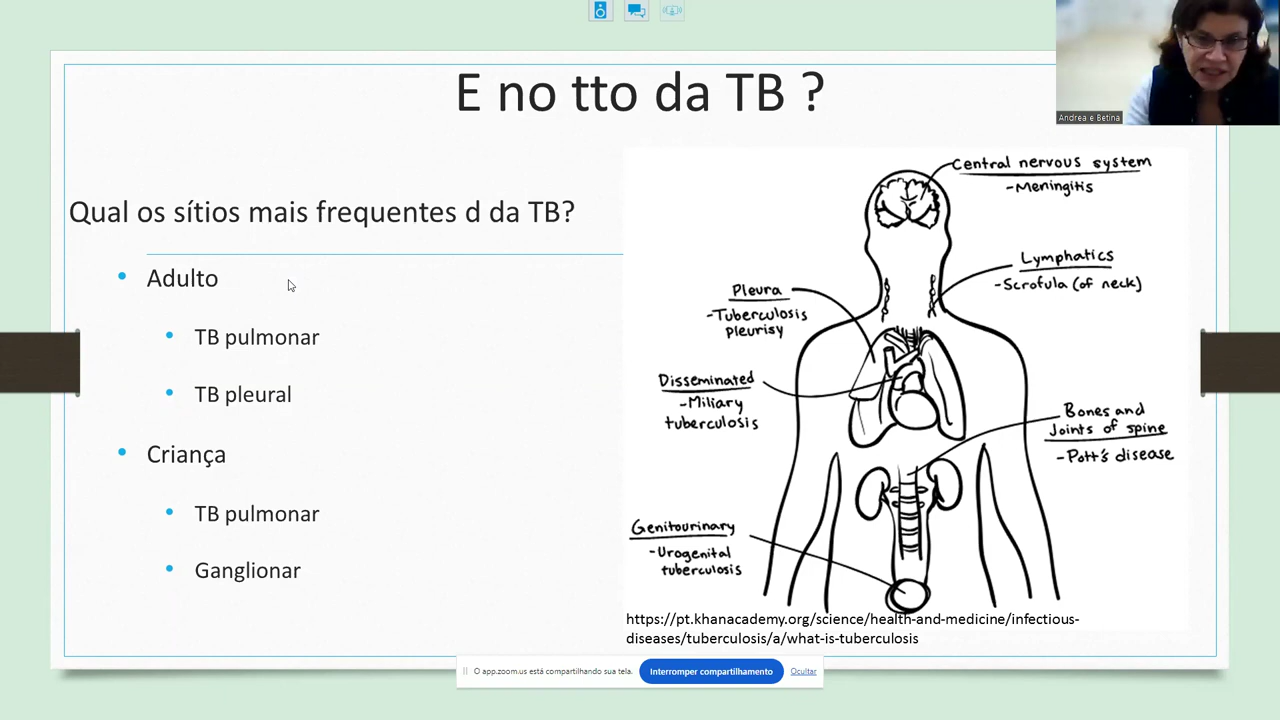 E no tto da TB ?
Andrea e Betina
Qual os sítios mais frequentes d da TB?
Adulto
TB pulmonar
TB pleural
Criança
TB pulmonar
Ganglionar
Central nervous system
-Meningitis
Lymphatics
-Scrofula (of neck)
Pleura
-Tuberculosis
pleurisy
Disseminated
-Miliary
tuberculosis
Bones and
Joints of spine
-Pott's disease
Genitourinary
-Urogenital
tuberculosis
https://pt.khanacademy.org/science/health-and-medicine/infectious-
diseases/tuberculosis/a/what-is-tuberculosis
O app.zoom.us está compartilhando sua tela.
Interromper compartilhamento
Ocultar